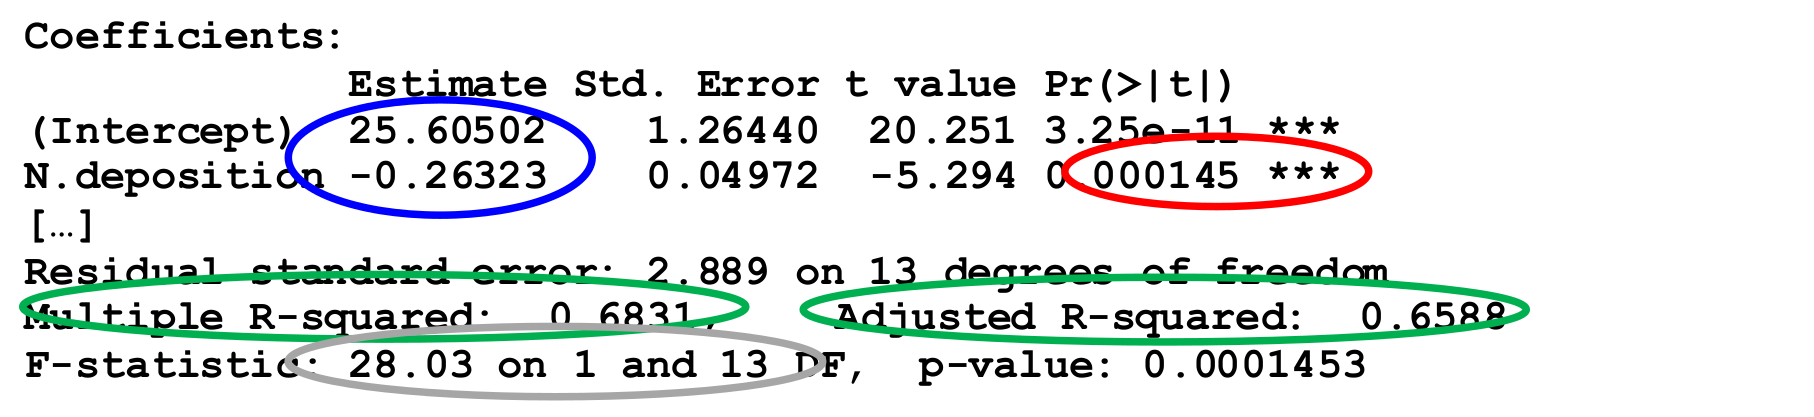 Coefficients:
Estimate Std. Error t value Pr(>|t|)
(Intercept) 25.60502 1.26440 20.251 3.25e-11 ***
N.deposition -0.26323 0.04972 -5.294 0.000145 ***
[…]
Residual standard error: 2.889 on 13 degrees of freedom
Multiple R-squared: 0.6831, Adjusted R-squared: 0.6588
F-statistic: 28.03 on 1 and 13 DF, p-value: 0.0001453